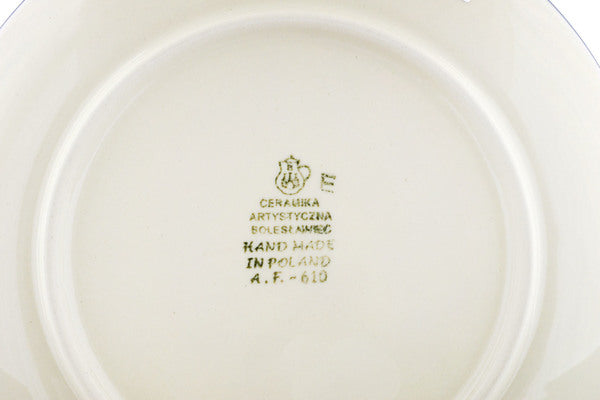 E
CERAMIKA
ARTYSTYCZNA
BOLESŁAWIEC
HAND MADE
IN POLAND
A.F.-610